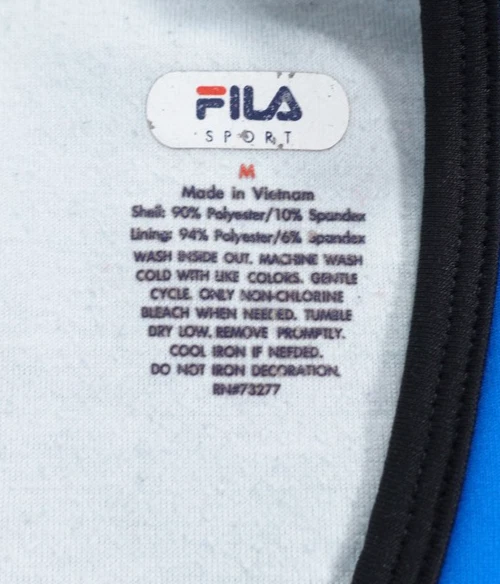 FILA
SPORT
M
Made in Vietnam
Shell: 90% Polyester/10% Spandex
Lining: 94% Polyester/6% Spandex
WASH INSIDE OUT. MACHINE WASH
COLD WITH LIKE COLORS. GENTLE
CYCLE. ONLY NON-CHLORINE
BLEACH WHEN NEEDED. TUMBLE
DRY LOW. REMOVE PROMPTLY.
COOL IRON IF NEEDED.
DO NOT IRON DECORATION.
RN#73277